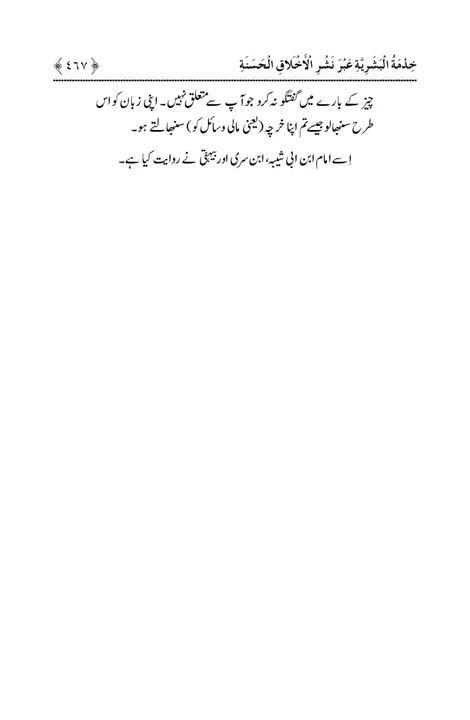 خِدْمَةُ الْبَشَرِيَّةِ عَبْرَ نَشْرِ الْأَخْلَاقِ الْحَسَنَةِ ﴿ ٤٦٧ ﴾
چیز کے بارے میں گفتگو نہ کرو جو آپ سے متعلق نہیں۔ اپنی زبان کو اس
طرح سنبھالو جیسے تم اپنا خرچہ (یعنی مالی وسائل کو) سنبھالتے ہو۔
اِسے امام ابن ابی شیبہ، ابن سری اور بیہقی نے روایت کیا ہے۔